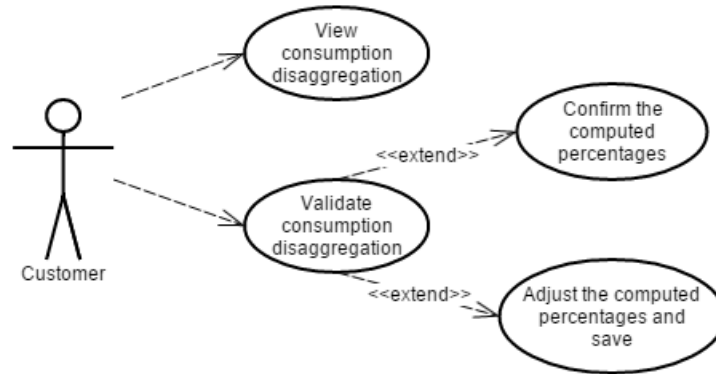 View
consumption
disaggregation
Confirm the
computed
percentages
<<extend>>
Validate
consumption
disaggregation
Customer
<<extend>>
Adjust the computed
percentages and
save